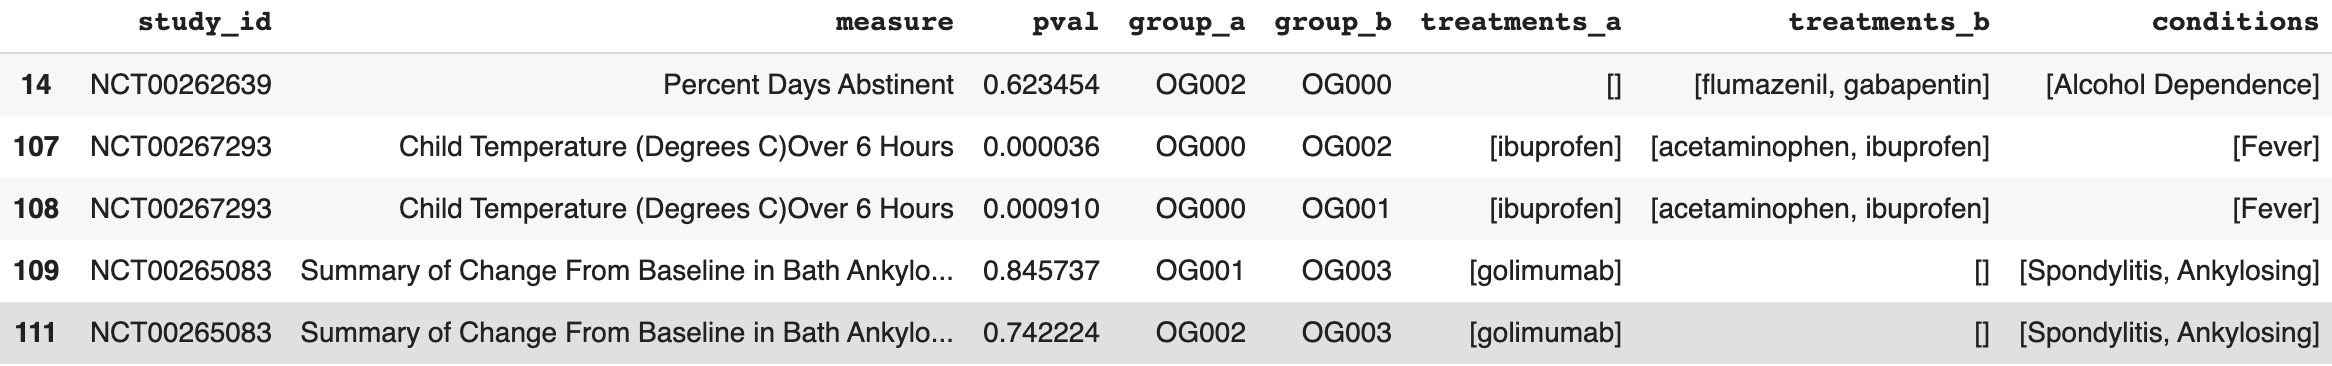 study_id measure pval group_a group_b treatments_a treatments_b conditions
14 NCT00262639 Percent Days Abstinent 0.623454 OG002 OG000 [] [flumazenil, gabapentin] [Alcohol Dependence]
107 NCT00267293 Child Temperature (Degrees C)Over 6 Hours 0.000036 OG000 OG002 [ibuprofen] [acetaminophen, ibuprofen] [Fever]
108 NCT00267293 Child Temperature (Degrees C)Over 6 Hours 0.000910 OG000 OG001 [ibuprofen] [acetaminophen, ibuprofen] [Fever]
109 NCT00265083 Summary of Change From Baseline in Bath Ankylo... 0.845737 OG001 OG003 [golimumab] [] [Spondylitis, Ankylosing]
111 NCT00265083 Summary of Change From Baseline in Bath Ankylo... 0.742224 OG002 OG003 [golimumab] [] [Spondylitis, Ankylosing]